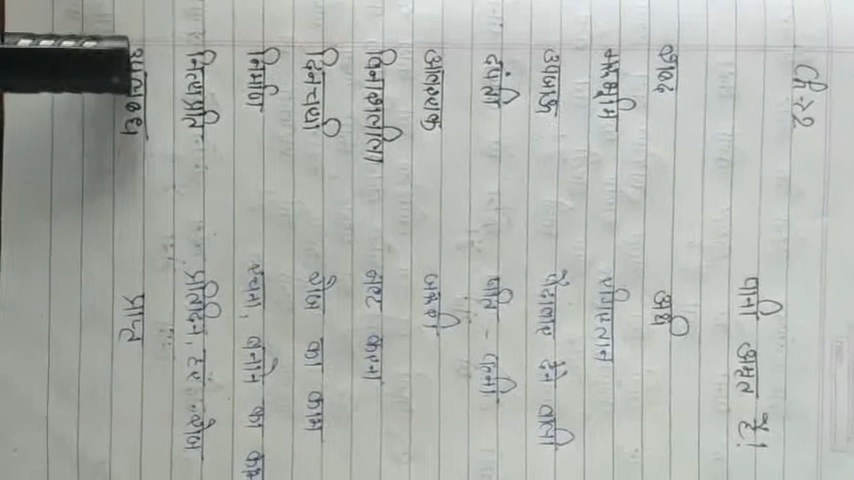 Ch-2
पानी अमृत है!
शब्द अर्थ
मरुभूमि रेगिस्तान
उपजाऊ पैदावार देने वाली
दंपती पति - पत्नी
आवश्यक जरूरी
विनाशलीला नष्ट करना
दिनचर्या रोज का काम
निर्माण रचना, बनाने का काम
नित्यप्रति प्रतिदिन, हर रोज
उपलब्ध प्राप्त